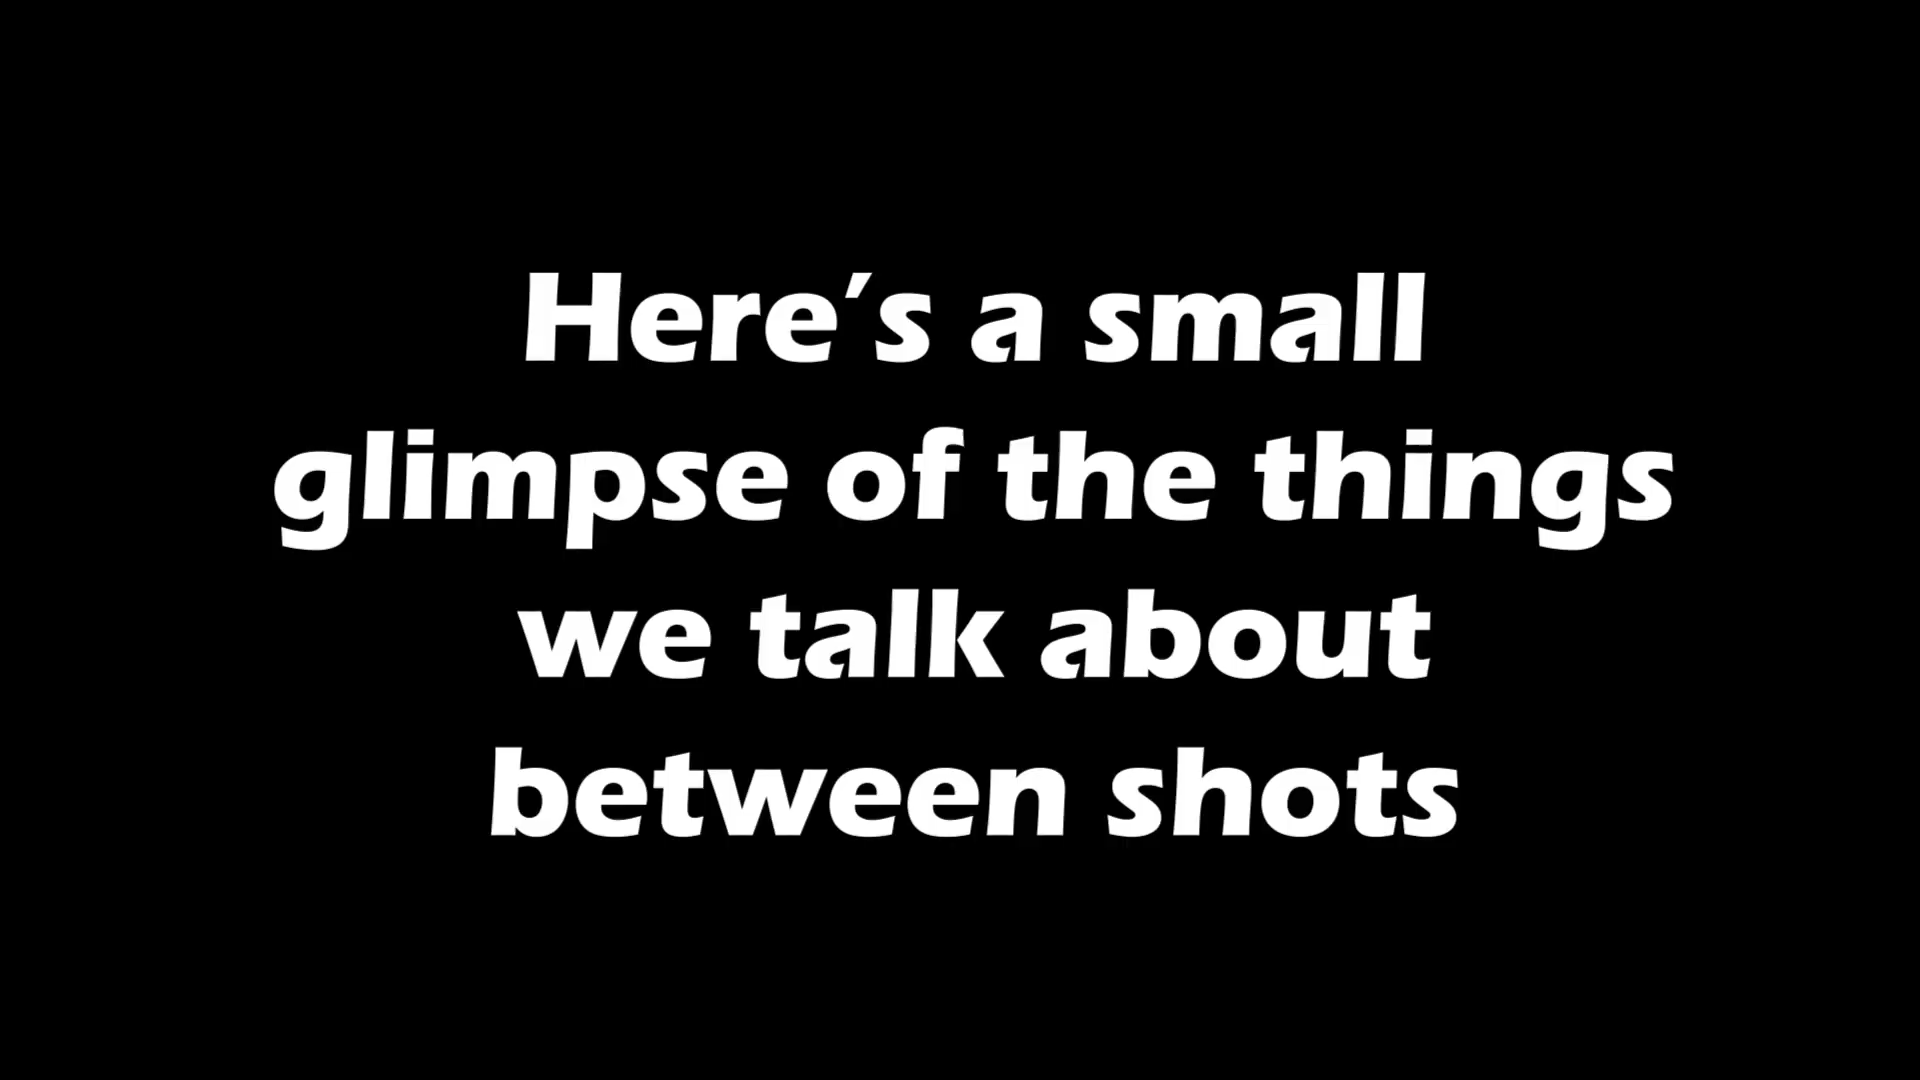 Here’s a small
glimpse of the things
we talk about
between shots